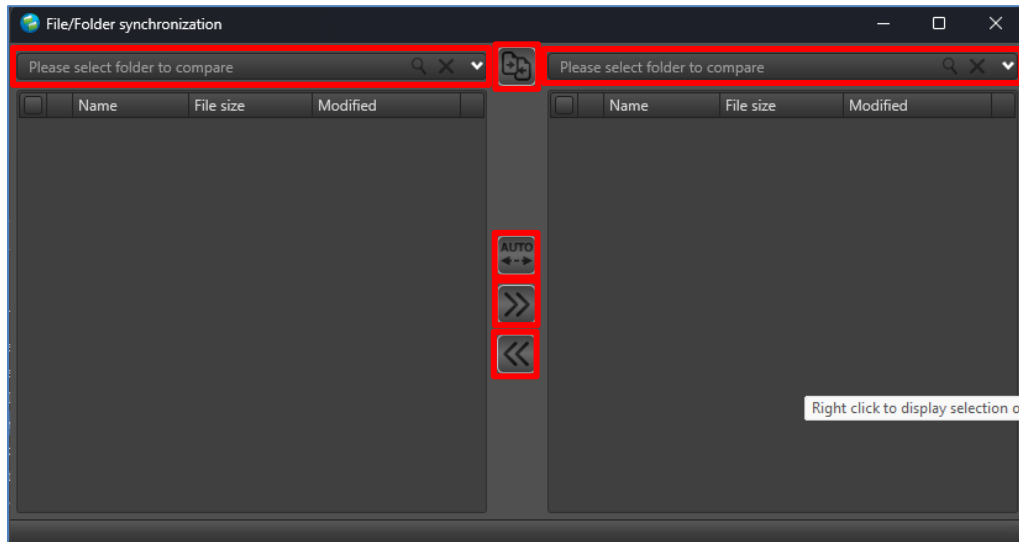 File/Folder synchronization
Please select folder to compare
Please select folder to compare
Name File size Modified
Name File size Modified
AUTO
Right click to display selection o